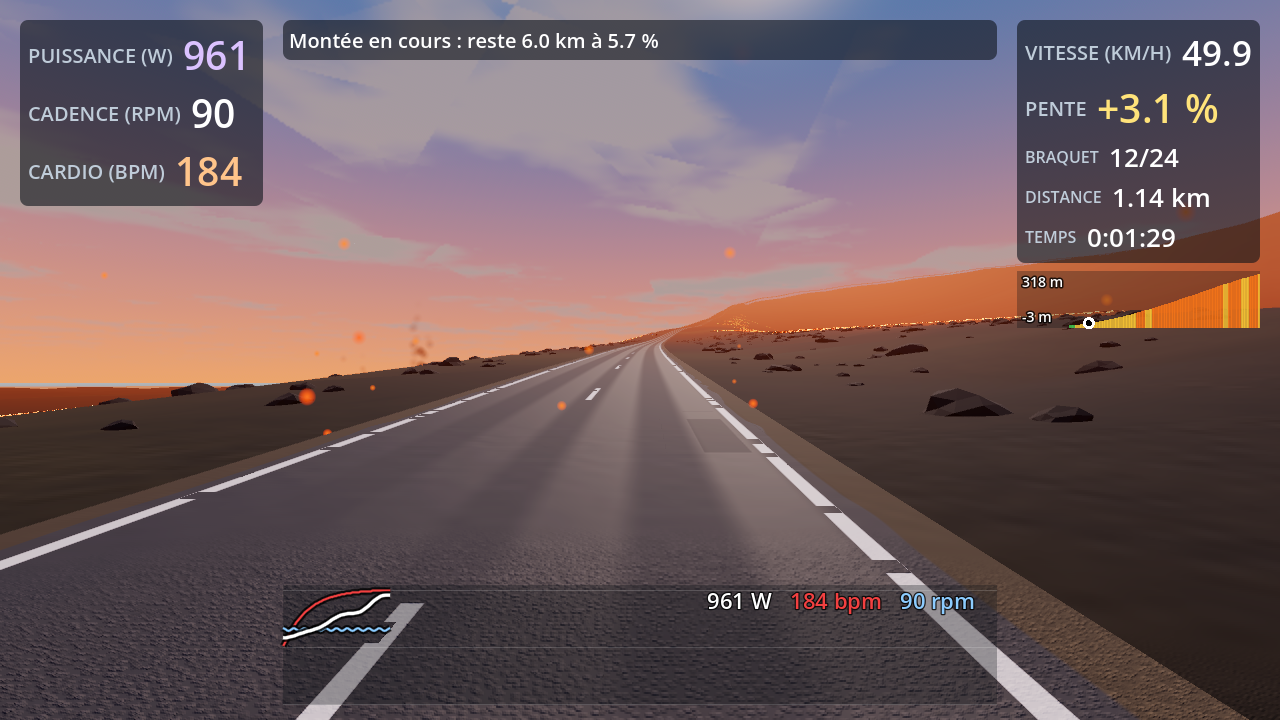 PUISSANCE (W) 961
CADENCE (RPM) 90
CARDIO (BPM) 184
Montée en cours : reste 6.0 km à 5.7 %
VITESSE (KM/H) 49.9
PENTE +3.1 %
BRAQUET 12/24
DISTANCE 1.14 km
TEMPS 0:01:29
318 m
-3 m
961 W 184 bpm 90 rpm